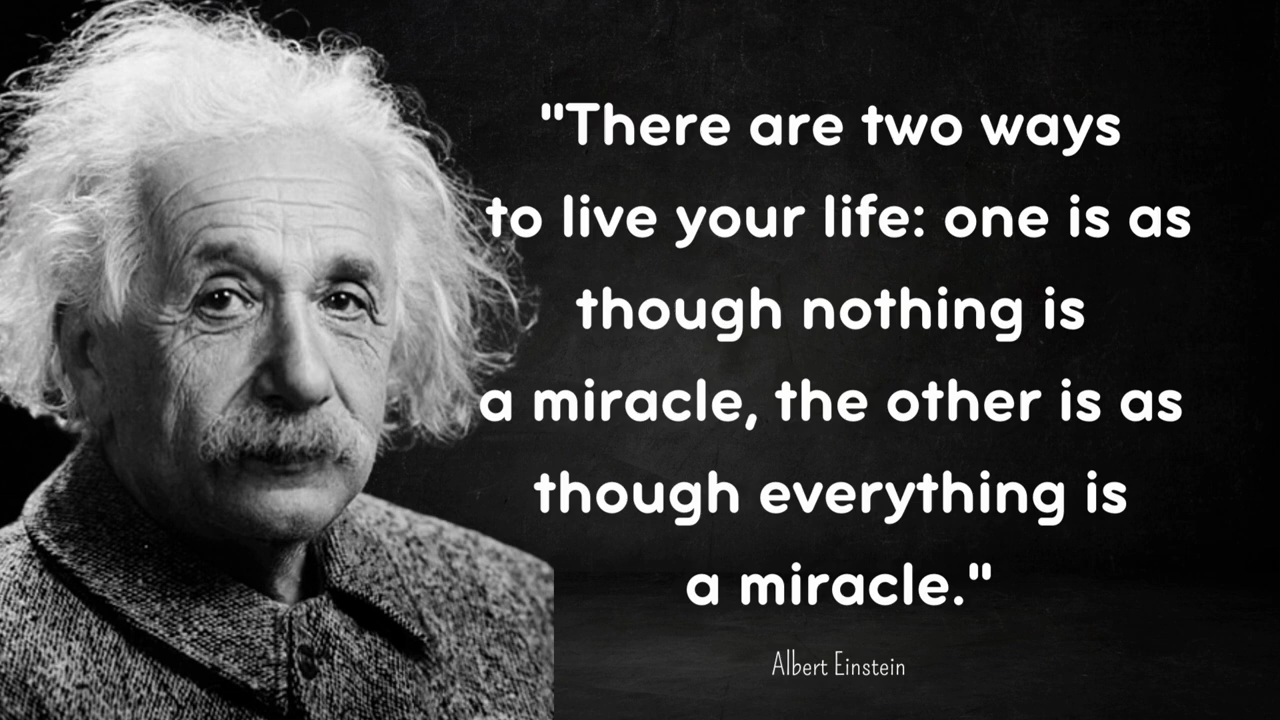 "There are two ways
to live your life: one is as
though nothing is
a miracle, the other is as
though everything is
a miracle."
Albert Einstein